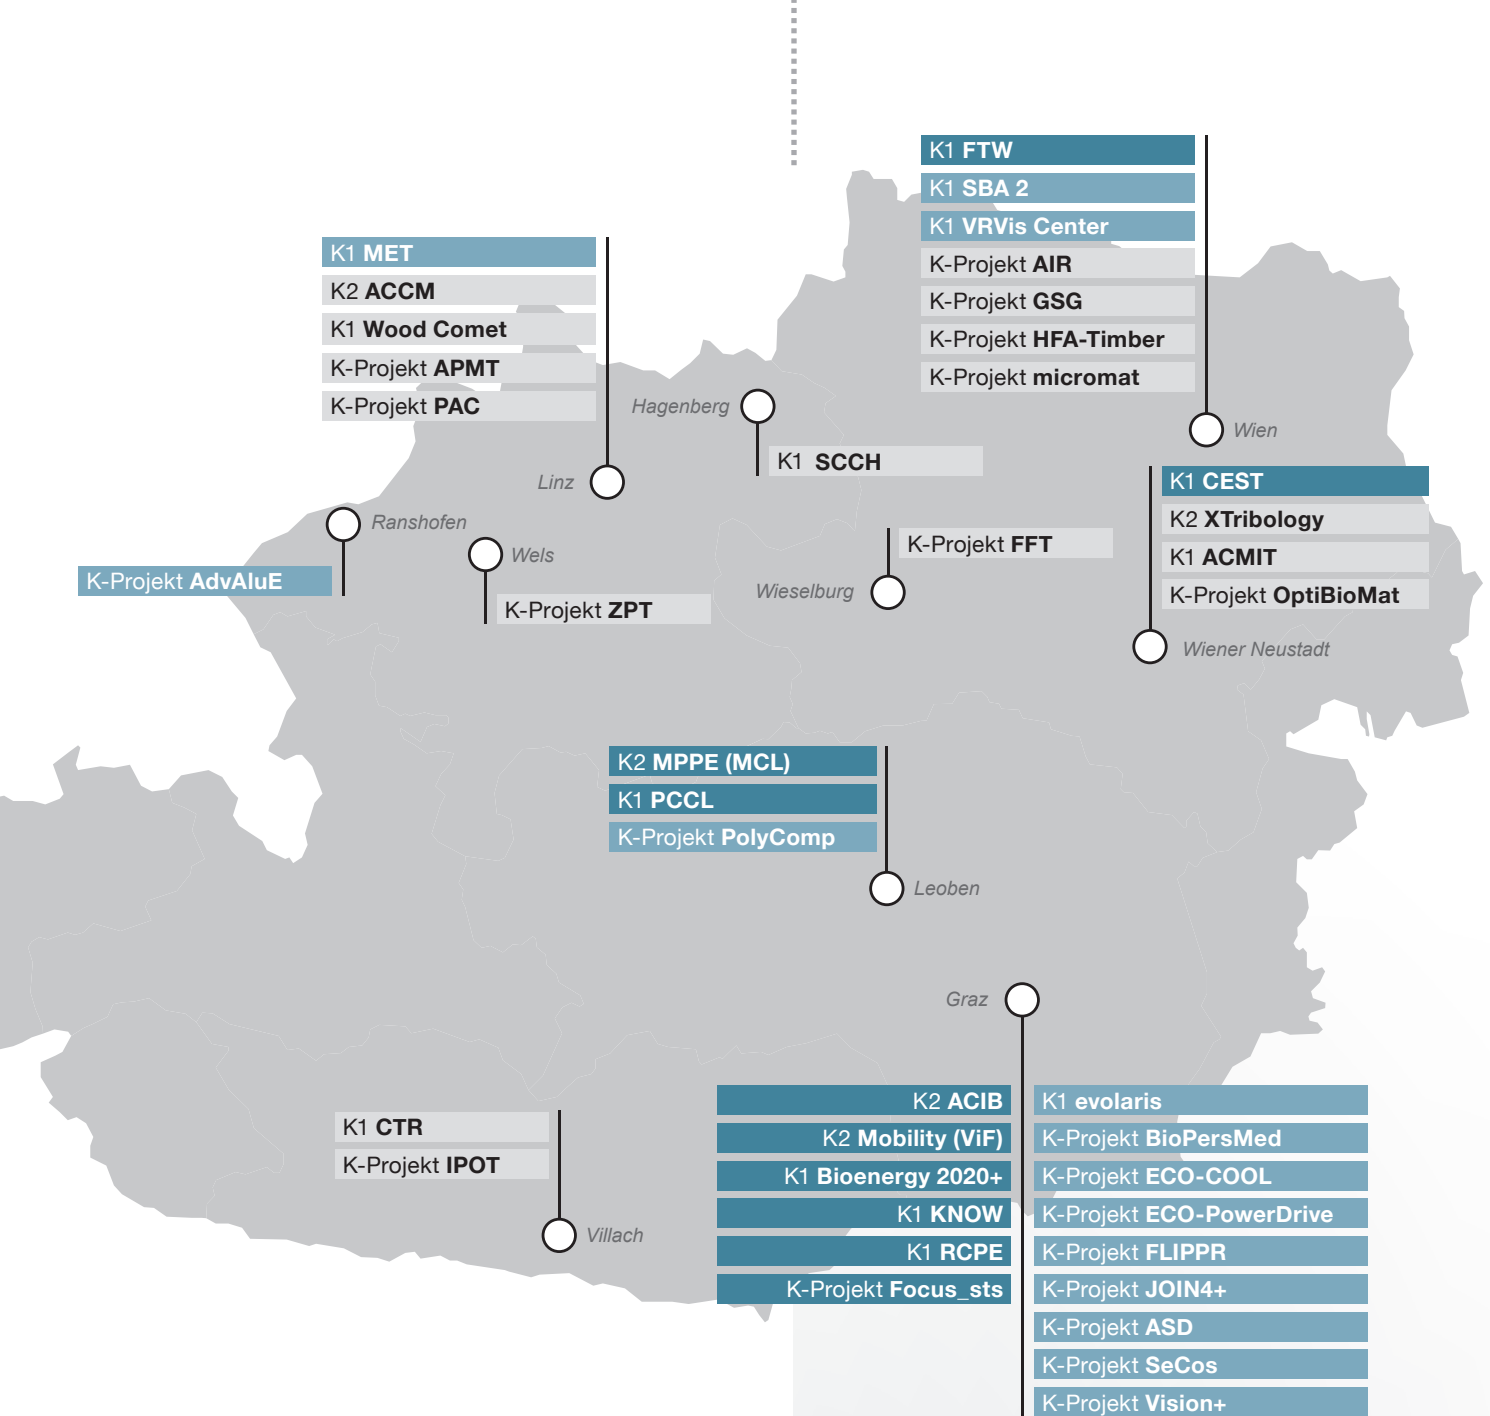 K1 FTW
K1 SBA 2
K1 VRVis Center
K-Projekt AIR
K-Projekt GSG
K-Projekt HFA-Timber
K-Projekt micromat
Wien
K1 MET
K2 ACCM
K1 Wood Comet
K-Projekt APMT
K-Projekt PAC
Linz
Hagenberg
K1 SCCH
K1 CEST
K2 XTribology
K1 ACMIT
K-Projekt OptiBioMat
Wiener Neustadt
Ranshofen
K-Projekt AdvAluE
Wels
K-Projekt ZPT
K-Projekt FFT
Wieselburg
K2 MPPE (MCL)
K1 PCCL
K-Projekt PolyComp
Leoben
Graz
K2 ACIB
K2 Mobility (ViF)
K1 Bioenergy 2020+
K1 KNOW
K1 RCPE
K-Projekt Focus_sts
K1 evolaris
K-Projekt BioPersMed
K-Projekt ECO-COOL
K-Projekt ECO-PowerDrive
K-Projekt FLIPPR
K-Projekt JOIN4+
K-Projekt ASD
K-Projekt SeCos
K-Projekt Vision+
K1 CTR
K-Projekt IPOT
Villach